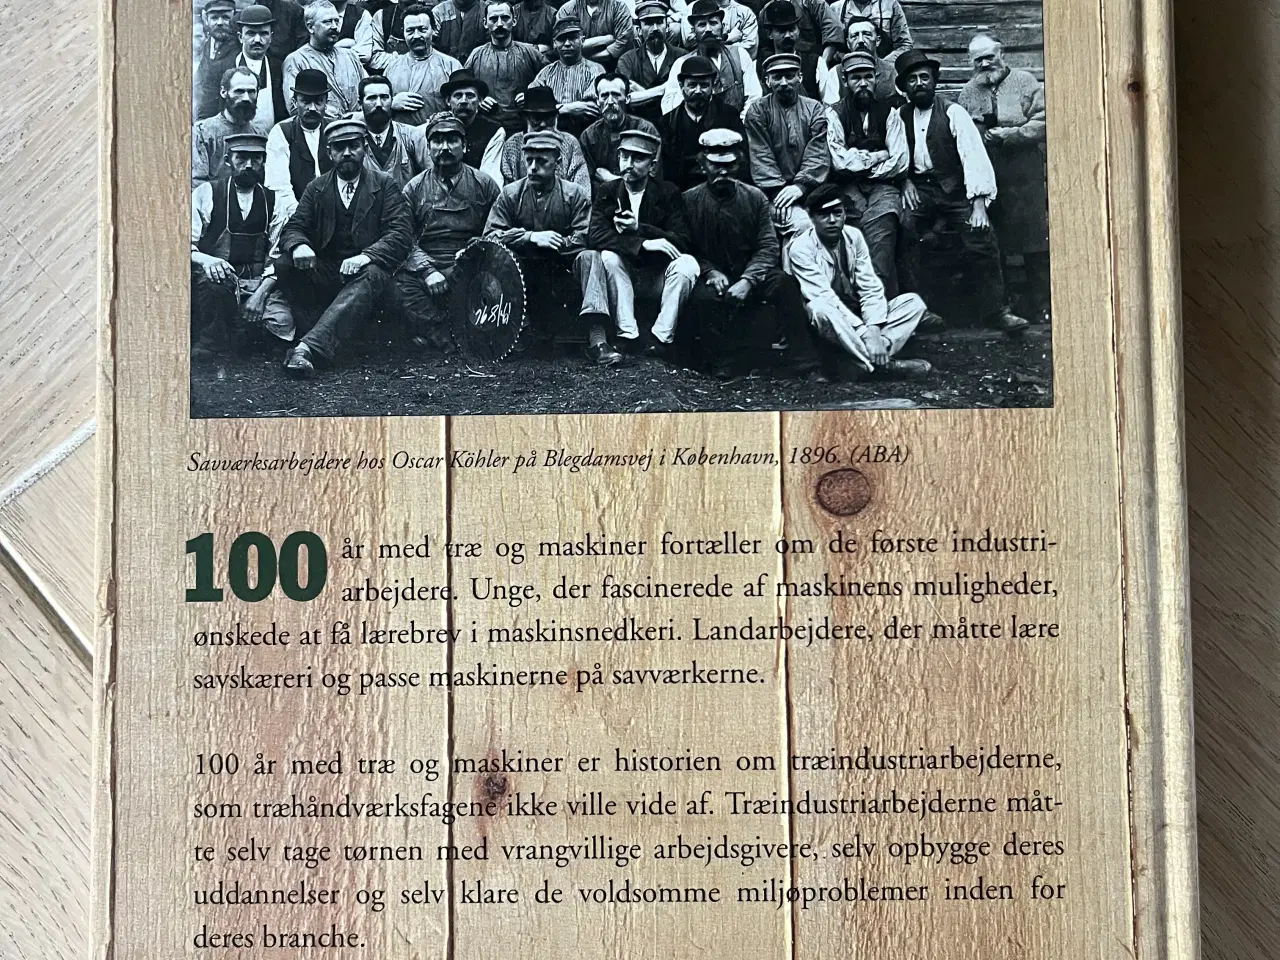 19/8/96
Savværksarbejdere hos Oscar Köhler på Blegdamsvej i København, 1896. (ABA)
100 år med træ og maskiner fortæller om de første industri-
arbejdere. Unge, der fascinerede af maskinens muligheder,
ønskede at få lærebrev i maskinsnedkeri. Landarbejdere, der måtte lære
savskæreri og passe maskinerne på savværkerne.
100 år med træ og maskiner er historien om træindustriarbejderne,
som træhåndværksfagene ikke ville vide af. Træindustriarbejderne måt-
te selv tage tørnen med vrangvillige arbejdsgivere, selv opbygge deres
uddannelser og selv klare de voldsomme miljøproblemer inden for
deres branche.